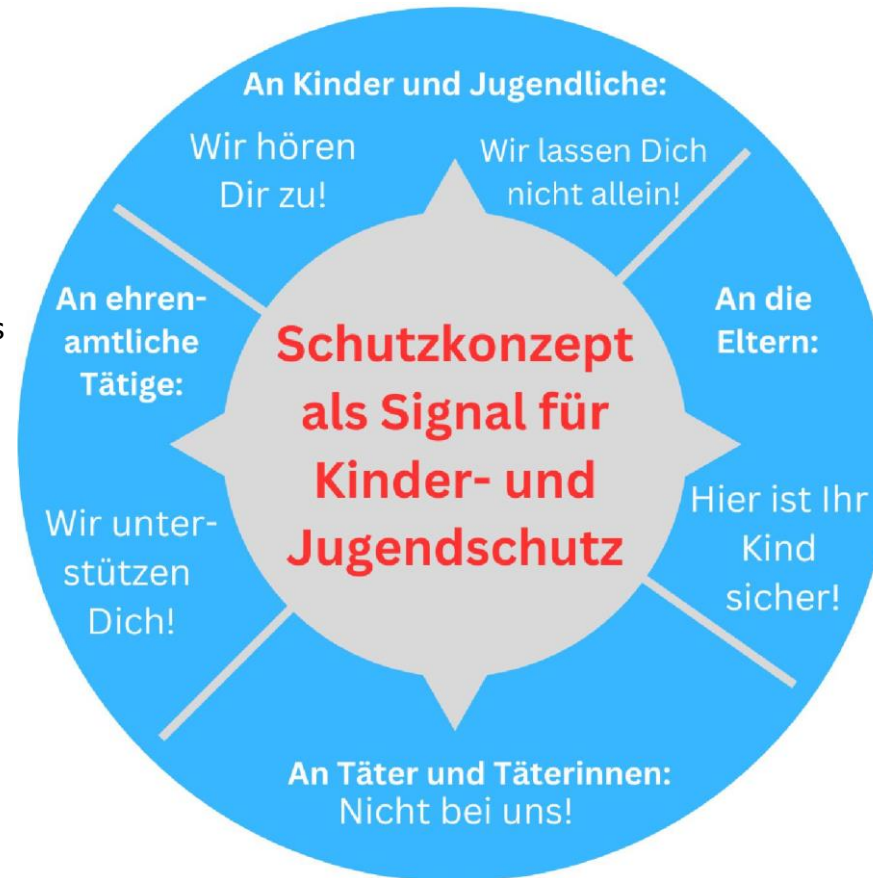 An Kinder und Jugendliche:
Wir hören
Dir zu!
Wir lassen Dich
nicht allein!
An ehren-
amtliche
Tätige:
Wir unter-
stützen
Dich!
s
Schutzkonzept
als Signal für
Kinder- und
Jugendschutz
An die
Eltern:
Hier ist Ihr
Kind
sicher!
An Täter und Täterinnen:
Nicht bei uns!